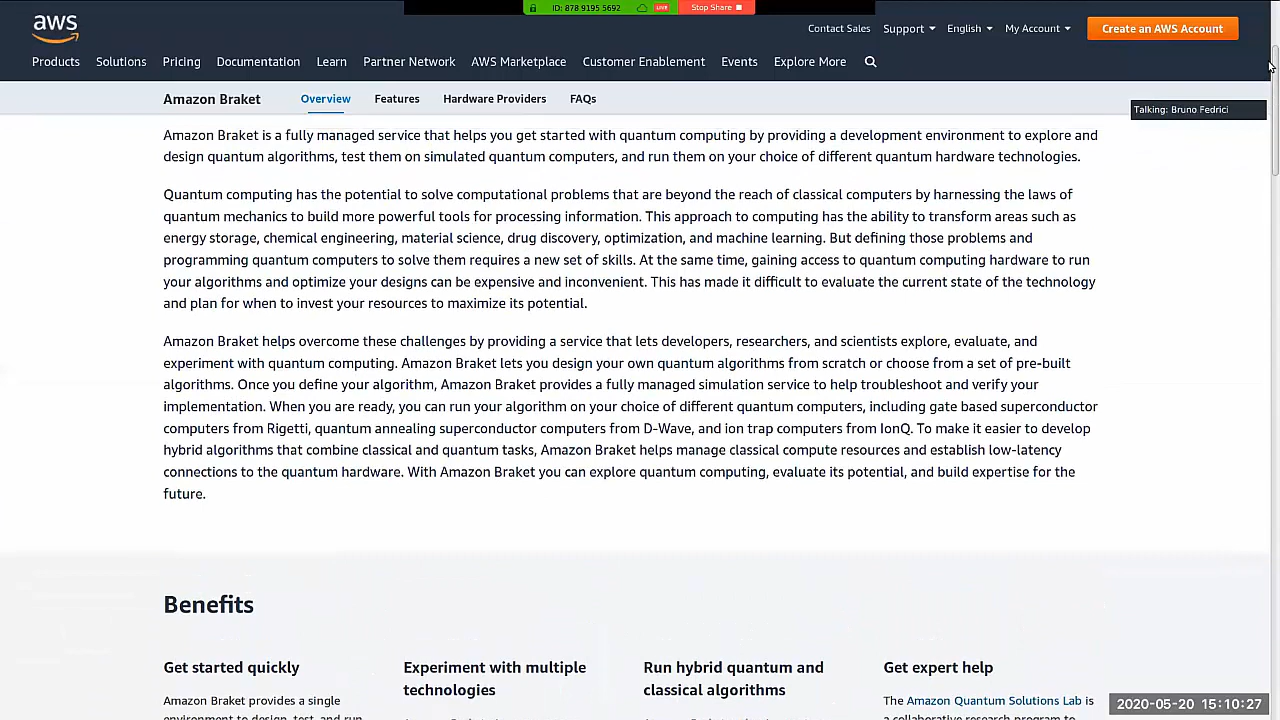 ID: 878 9195 5692 LIVE Stop Share
aws
Contact Sales Support English My Account Create an AWS Account
Products Solutions Pricing Documentation Learn Partner Network AWS Marketplace Customer Enablement Events Explore More
Amazon Braket Overview Features Hardware Providers FAQs
Talking: Bruno Fedrici
Amazon Braket is a fully managed service that helps you get started with quantum computing by providing a development environment to explore and
design quantum algorithms, test them on simulated quantum computers, and run them on your choice of different quantum hardware technologies.
Quantum computing has the potential to solve computational problems that are beyond the reach of classical computers by harnessing the laws of
quantum mechanics to build more powerful tools for processing information. This approach to computing has the ability to transform areas such as
energy storage, chemical engineering, material science, drug discovery, optimization, and machine learning. But defining those problems and
programming quantum computers to solve them requires a new set of skills. At the same time, gaining access to quantum computing hardware to run
your algorithms and optimize your designs can be expensive and inconvenient. This has made it difficult to evaluate the current state of the technology
and plan for when to invest your resources to maximize its potential.
Amazon Braket helps overcome these challenges by providing a service that lets developers, researchers, and scientists explore, evaluate, and
experiment with quantum computing. Amazon Braket lets you design your own quantum algorithms from scratch or choose from a set of pre-built
algorithms. Once you define your algorithm, Amazon Braket provides a fully managed simulation service to help troubleshoot and verify your
implementation. When you are ready, you can run your algorithm on your choice of different quantum computers, including gate based superconductor
computers from Rigetti, quantum annealing superconductor computers from D-Wave, and ion trap computers from IonQ. To make it easier to develop
hybrid algorithms that combine classical and quantum tasks, Amazon Braket helps manage classical compute resources and establish low-latency
connections to the quantum hardware. With Amazon Braket you can explore quantum computing, evaluate its potential, and build expertise for the
future.
Benefits
Get started quickly
Amazon Braket provides a single
Experiment with multiple
technologies
Run hybrid quantum and
classical algorithms
Get expert help
The Amazon Quantum Solutions Lab is
2020-05-20 15:10:27